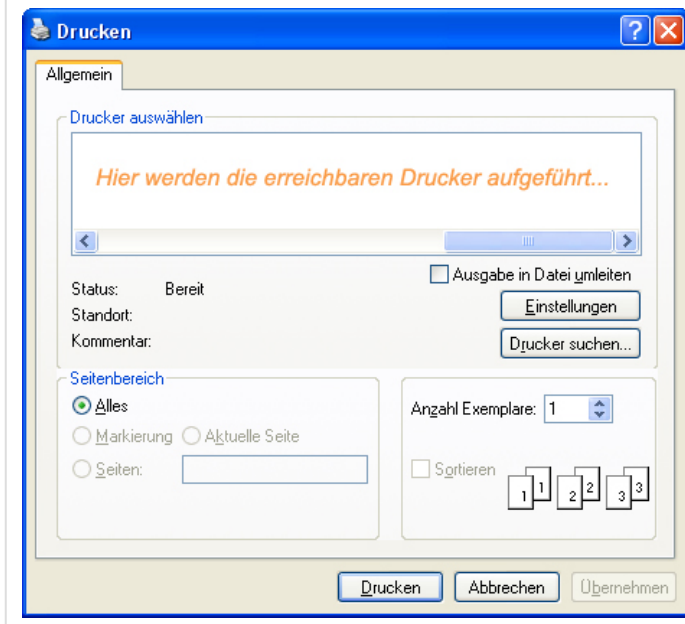 Drucken
Allgemein
Drucker auswählen
Hier werden die erreichbaren Drucker aufgeführt...
Ausgabe in Datei umleiten
Status: Bereit
Einstellungen
Standort:
Kommentar:
Drucker suchen...
Seitenbereich
Alles
Markierung Aktuelle Seite
Seiten:
Anzahl Exemplare: 1
Sortieren
1 1 2 2 3 3
Drucken Abbrechen Übernehmen